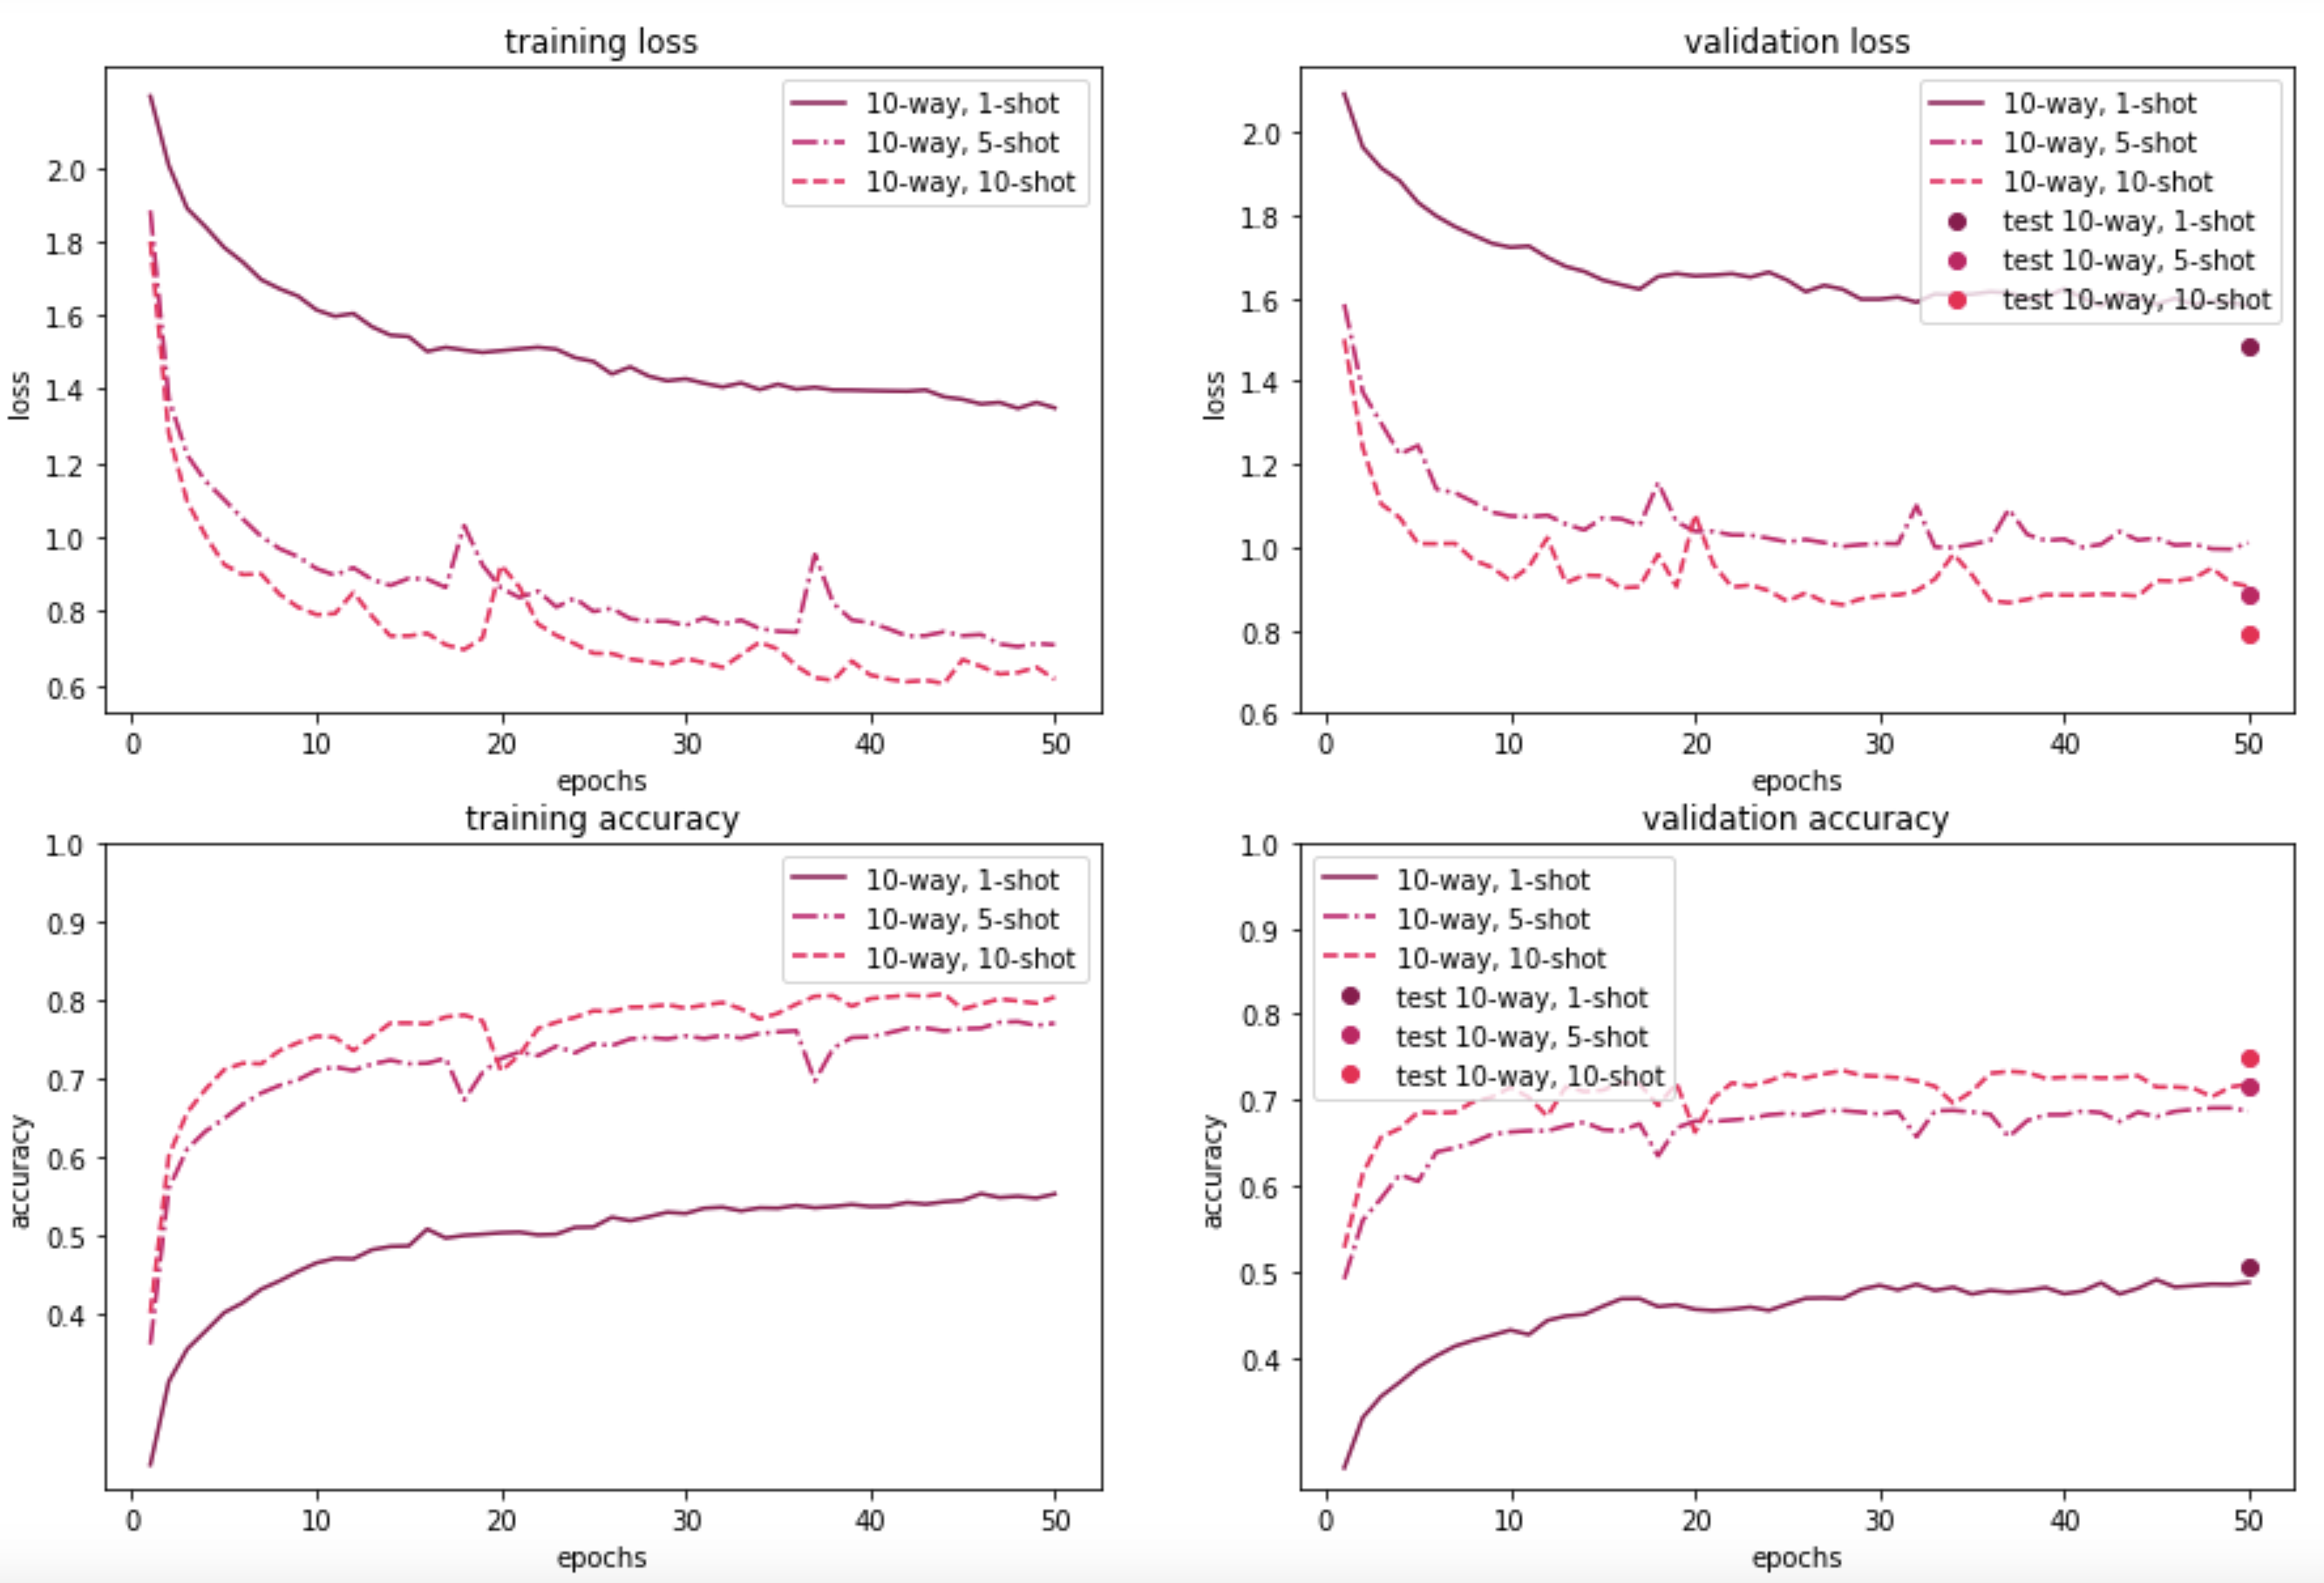 training loss
10-way, 1-shot
10-way, 5-shot
10-way, 10-shot
2.0
1.8
1.6
1.4
1.2
1.0
0.8
0.6
loss
0 10 20 30 40 50
epochs
validation loss
10-way, 1-shot
10-way, 5-shot
10-way, 10-shot
test 10-way, 1-shot
test 10-way, 5-shot
test 10-way, 10-shot
2.0
1.8
1.6
1.4
1.2
1.0
0.8
0.6
loss
0 10 20 30 40 50
epochs
training accuracy
10-way, 1-shot
10-way, 5-shot
10-way, 10-shot
1.0
0.9
0.8
0.7
0.6
0.5
0.4
accuracy
0 10 20 30 40 50
epochs
validation accuracy
10-way, 1-shot
10-way, 5-shot
10-way, 10-shot
test 10-way, 1-shot
test 10-way, 5-shot
test 10-way, 10-shot
1.0
0.9
0.8
0.7
0.6
0.5
0.4
accuracy
0 10 20 30 40 50
epochs